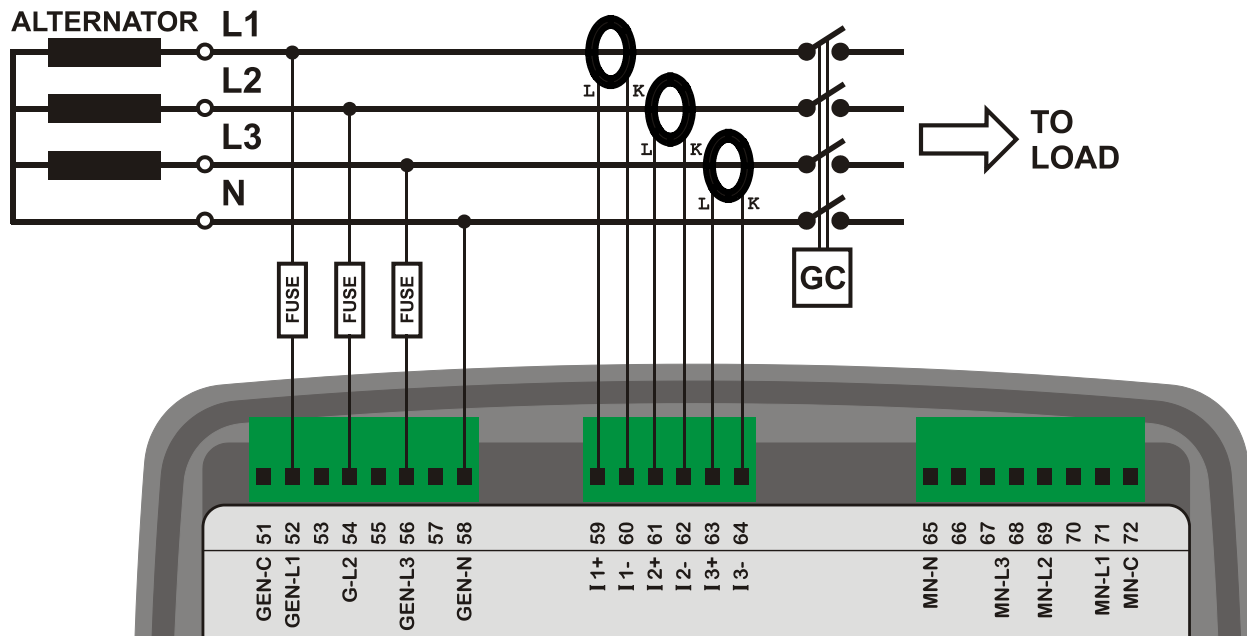 ALTERNATOR
L1
L2
L3
N
L K
L K
L K
TO
LOAD
GC
FUSE
FUSE
FUSE
51 52 53 54 55 56 57 58
GEN-C GEN-L1 G-L2 GEN-L3 GEN-N
59 60 61 62 63 64
I1+ I1- I2+ I2- I3+ I3-
65 66 67 68 69 70 71 72
MN-N MN-L3 MN-L2 MN-L1 MN-C